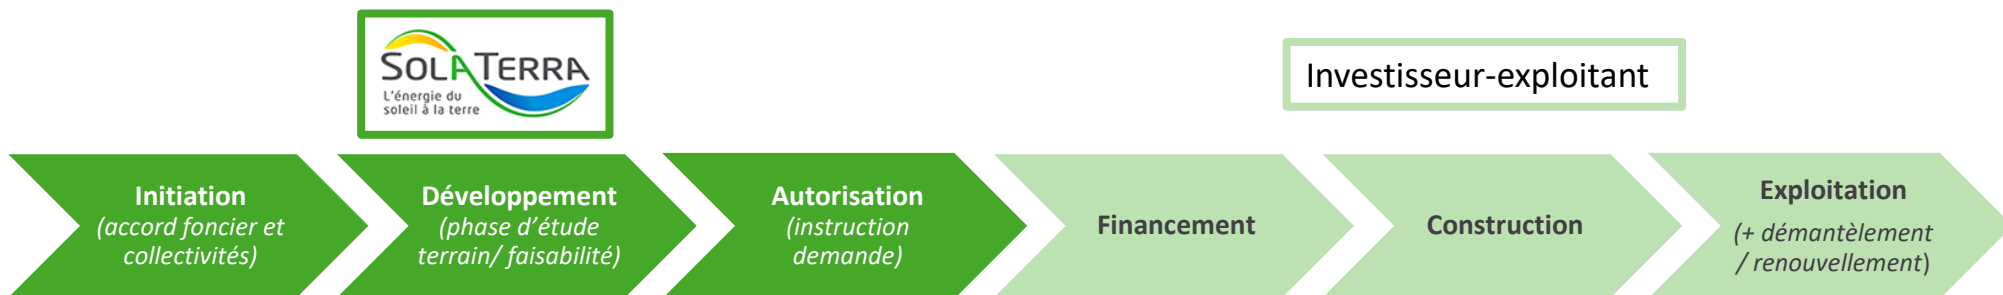 SOLATERRA
L'énergie du
soleil à la terre
Investisseur-exploitant
Initiation
(accord foncier et
collectivités)
Développement
(phase d'étude
terrain/ faisabilité)
Autorisation
(instruction
demande)
Financement
Construction
Exploitation
(+ démantèlement
/ renouvellement)